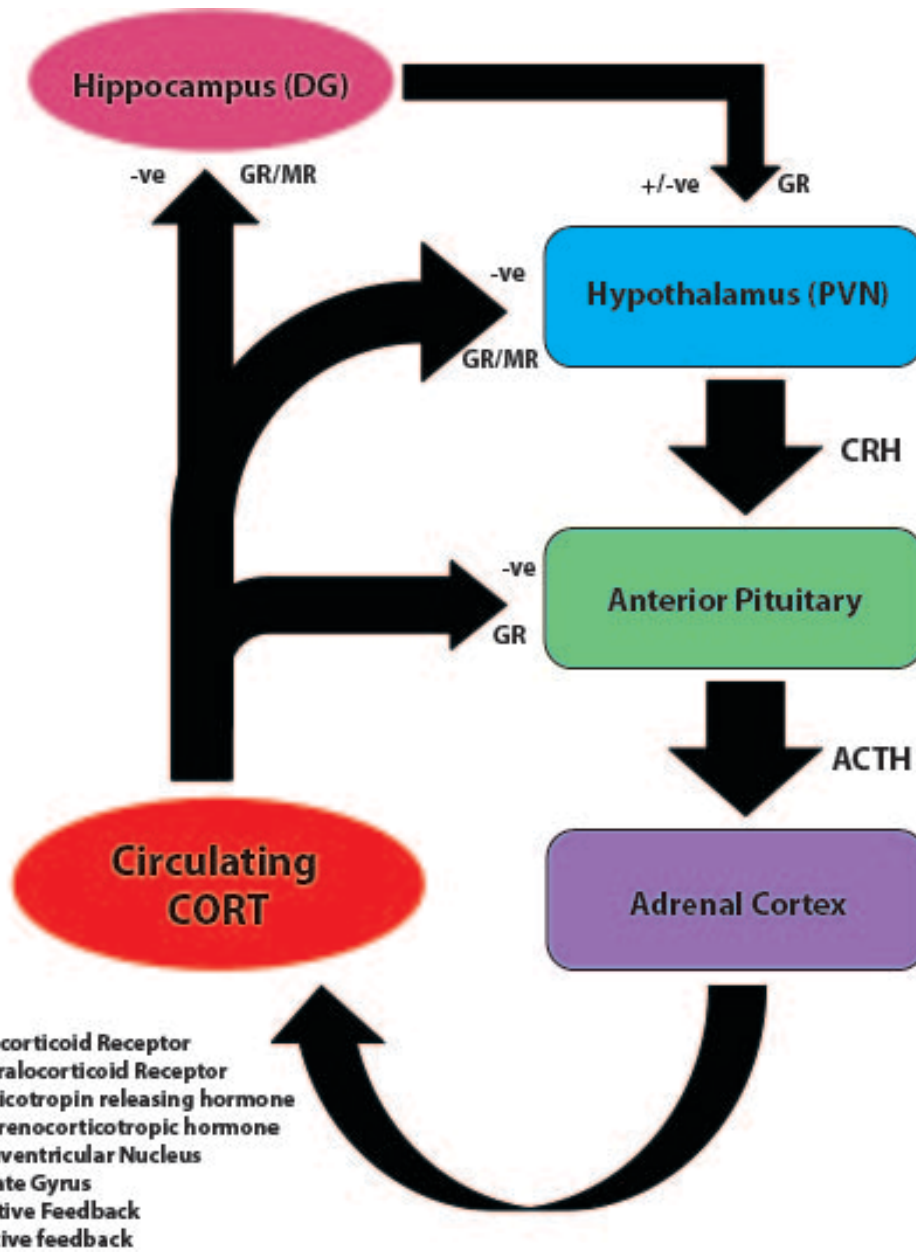 Hippocampus (DG)
-ve
GR/MR
+/-ve
GR
-ve
Hypothalamus (PVN)
GR/MR
CRH
-ve
Anterior Pituitary
GR
ACTH
Circulating
CORT
Adrenal Cortex
corticoid Receptor
ralocorticoid Receptor
icotropin releasing hormone
renocorticotropic hormone
ventricular Nucleus
ate Gyrus
tive Feedback
tive feedback